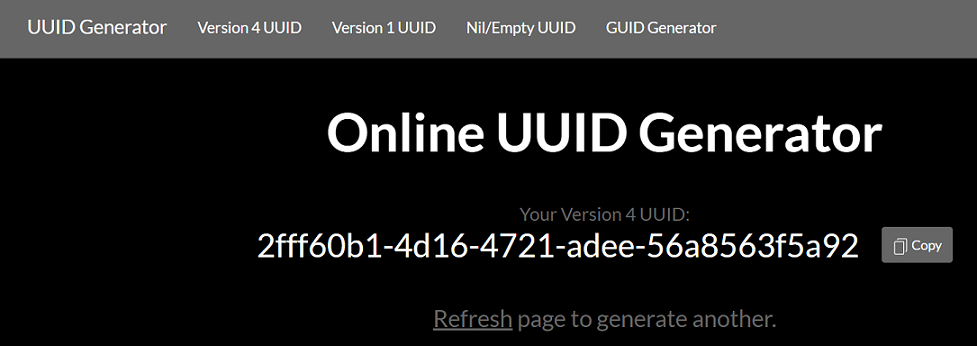 UUID Generator Version 4 UUID Version 1 UUID Nil/Empty UUID GUID Generator
Online UUID Generator
Your Version 4 UUID:
2fff60b1-4d16-4721-adee-56a8563f5a92 Copy
Refresh page to generate another.